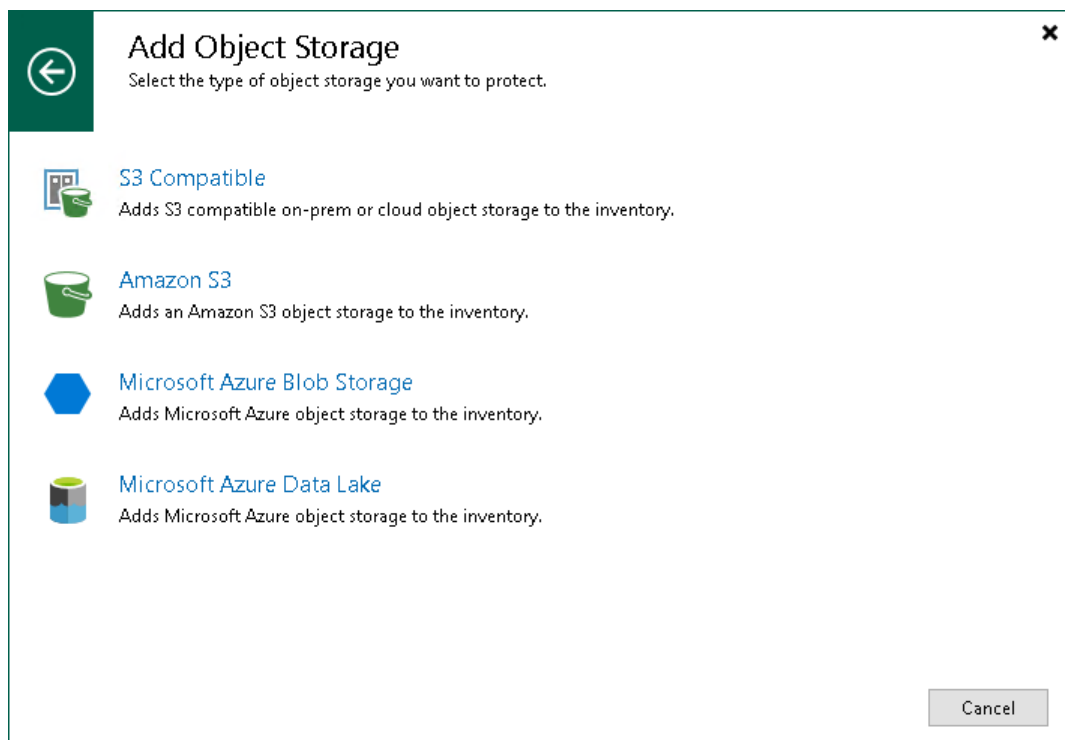 Add Object Storage
Select the type of object storage you want to protect.
S3 Compatible
Adds S3 compatible on-prem or cloud object storage to the inventory.
Amazon S3
Adds an Amazon S3 object storage to the inventory.
Microsoft Azure Blob Storage
Adds Microsoft Azure object storage to the inventory.
Microsoft Azure Data Lake
Adds Microsoft Azure object storage to the inventory.
Cancel